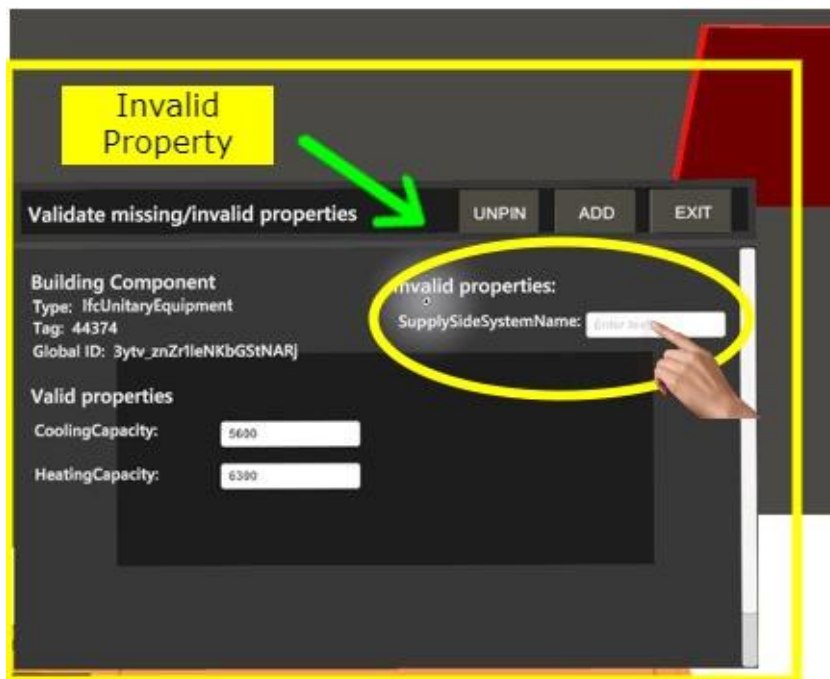 Invalid
Property
Validate missing/invalid properties
UNPIN
ADD
EXIT
Building Component
Type: IfcUnitaryEquipment
Tag: 44374
Global ID: 3ytv_znZr1leNKbGStNARj
Invalid properties:
SupplySideSystemName:
Valid properties
CoolingCapacity: 5600
HeatingCapacity: 6300